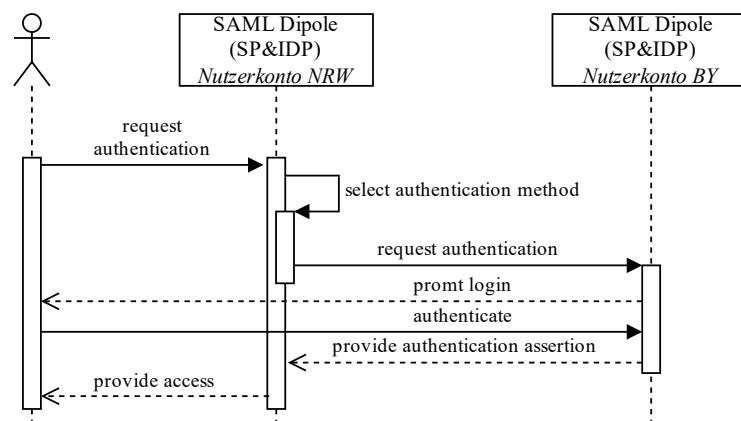 SAML Dipole
(SP&IDP)
Nutzerkonto NRW
SAML Dipole
(SP&IDP)
Nutzerkonto BY
request
authentication
select authentication method
request authentication
promt login
authenticate
provide authentication assertion
provide access